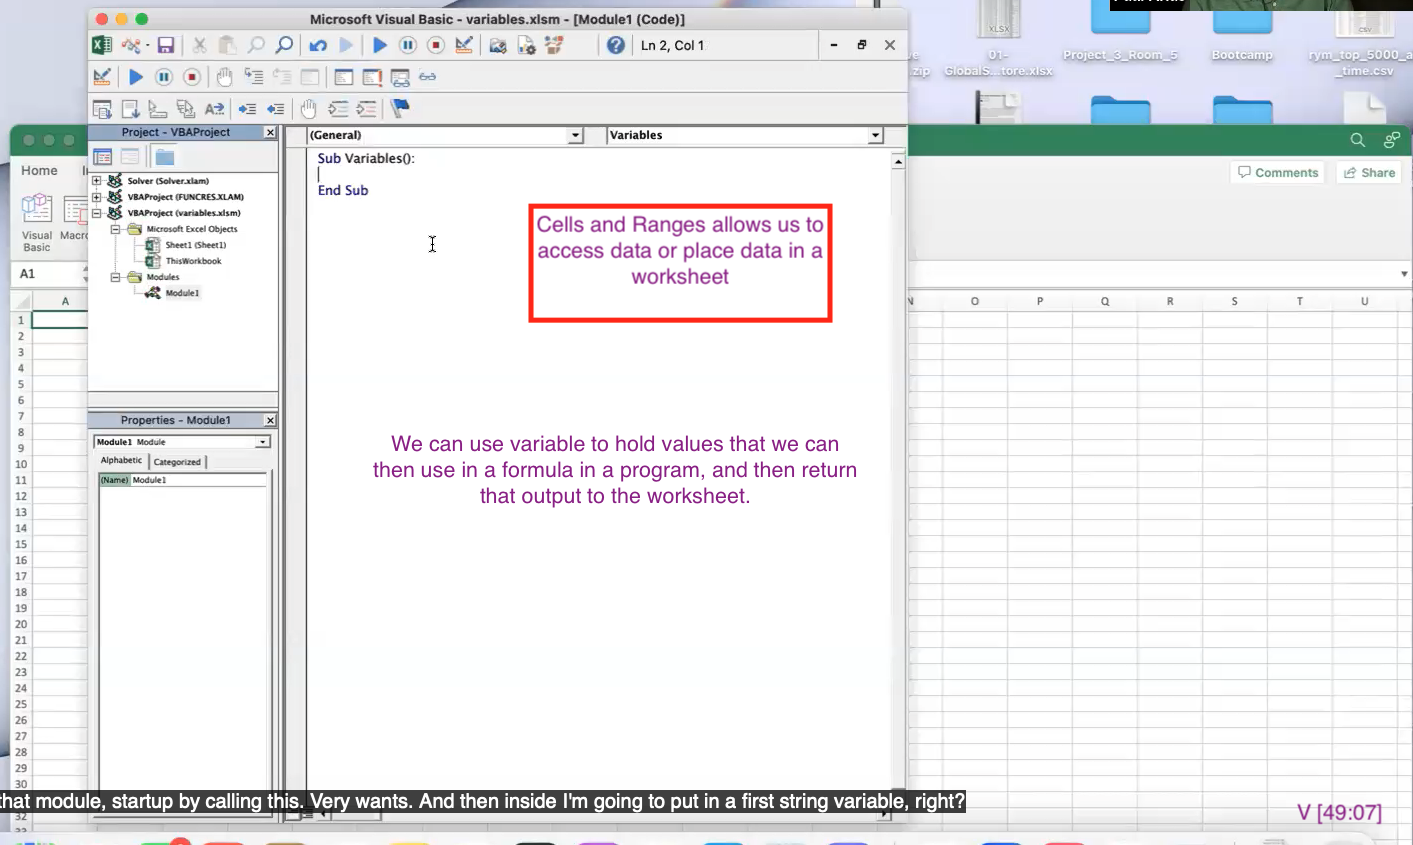 Microsoft Visual Basic - variables.xlsm - [Module1 (Code)]
Ln 2, Col 1
XLSX
CSV
.zip
01-
GlobalS...tore.xlsx
Project_3_Room_5
Bootcamp
rym_top_5000_a
_time.csv
Project - VBAProject
(General)
Variables
Sub Variables():
End Sub
Solver (Solver.xlam)
VBAProject (FUNCRES.XLAM)
VBAProject (variables.xlsm)
Microsoft Excel Objects
Sheet1 (Sheet1)
ThisWorkbook
Modules
Module1
Home
Visual
Basic
Macro
Comments
Share
A1
A
O
P
Q
R
S
T
U
1
2
3
4
5
6
7
8
9
10
11
12
13
14
15
16
17
18
19
20
21
22
23
24
25
26
27
28
29
30
32
Cells and Ranges allows us to
access data or place data in a
worksheet
We can use variable to hold values that we can
then use in a formula in a program, and then return
that output to the worksheet.
Properties - Module1
Module1 Module
Alphabetic
Categorized
(Name) Module1
that module, startup by calling this. Very wants. And then inside I'm going to put in a first string variable, right?
V [49:07]